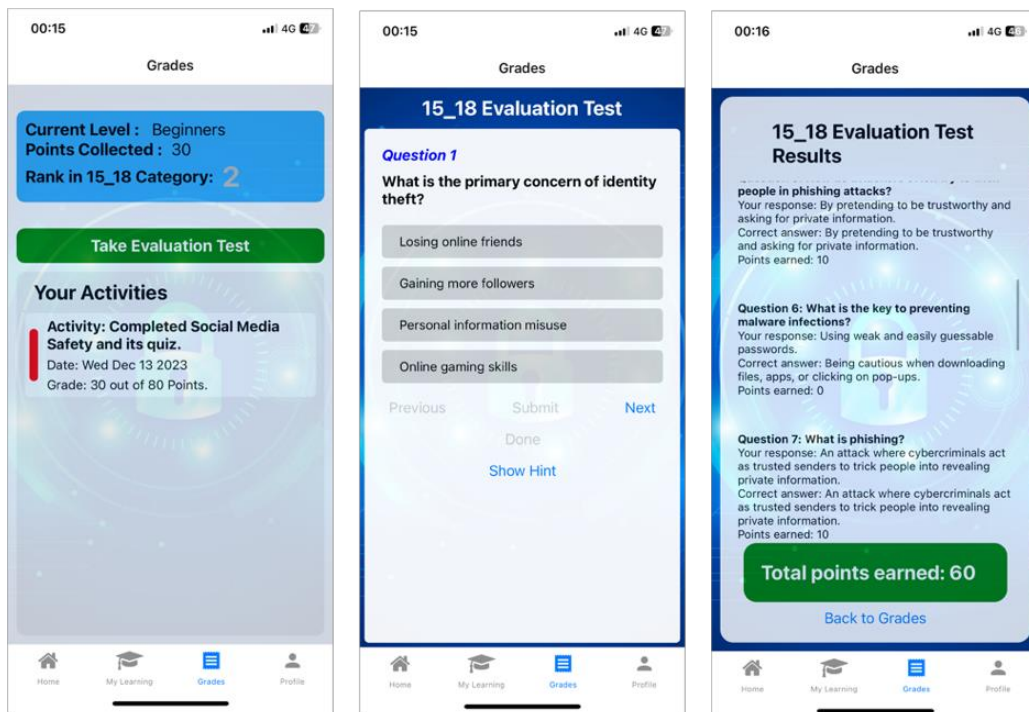 00:15
4G 47
Grades
Current Level : Beginners
Points Collected : 30
Rank in 15_18 Category: 2
Take Evaluation Test
Your Activities
Activity: Completed Social Media
Safety and its quiz.
Date: Wed Dec 13 2023
Grade: 30 out of 80 Points.
Home
My Learning
Grades
Profile
00:15
4G 47
Grades
15_18 Evaluation Test
Question 1
What is the primary concern of identity
theft?
Losing online friends
Gaining more followers
Personal information misuse
Online gaming skills
Previous
Submit
Next
Done
Show Hint
Home
My Learning
Grades
Profile
00:16
4G
Grades
15_18 Evaluation Test
Results
people in phishing attacks?
Your response: By pretending to be trustworthy and
asking for private information.
Correct answer: By pretending to be trustworthy
and asking for private information.
Points earned: 10
Question 6: What is the key to preventing
malware infections?
Your response: Using weak and easily guessable
passwords.
Correct answer: Being cautious when downloading
files, apps, or clicking on pop-ups.
Points earned: 0
Question 7: What is phishing?
Your response: An attack where cybercriminals act
as trusted senders to trick people into revealing
private information.
Correct answer: An attack where cybercriminals act
as trusted senders to trick people into revealing
private information.
Points earned: 10
Total points earned: 60
Back to Grades
Home
My Learning
Grades
Profile